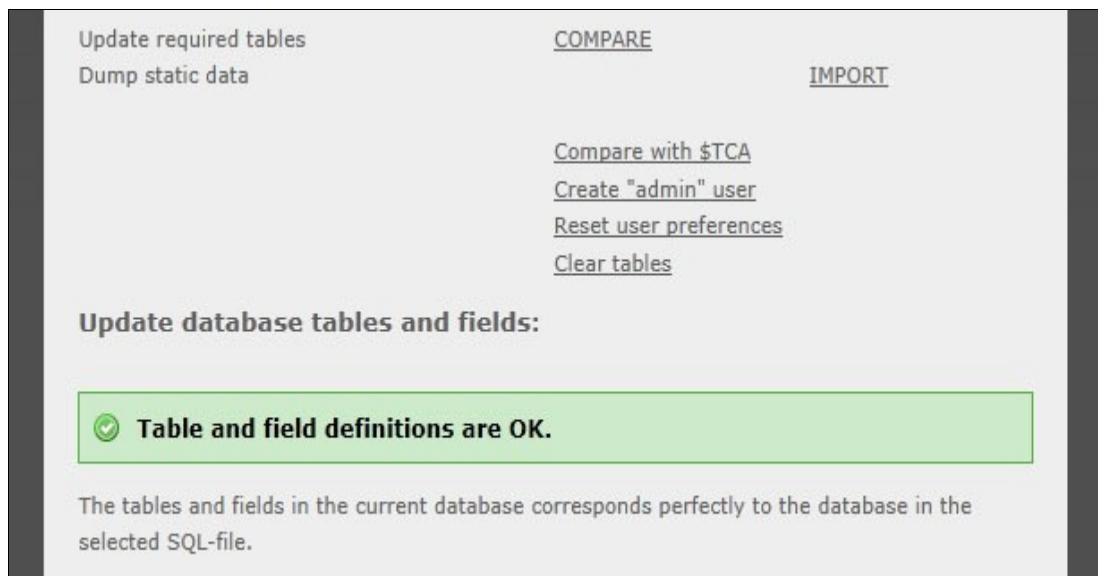 Update required tables COMPARE
Dump static data IMPORT
Compare with $TCA
Create "admin" user
Reset user preferences
Clear tables
Update database tables and fields:
Table and field definitions are OK.
The tables and fields in the current database corresponds perfectly to the database in the
selected SQL-file.